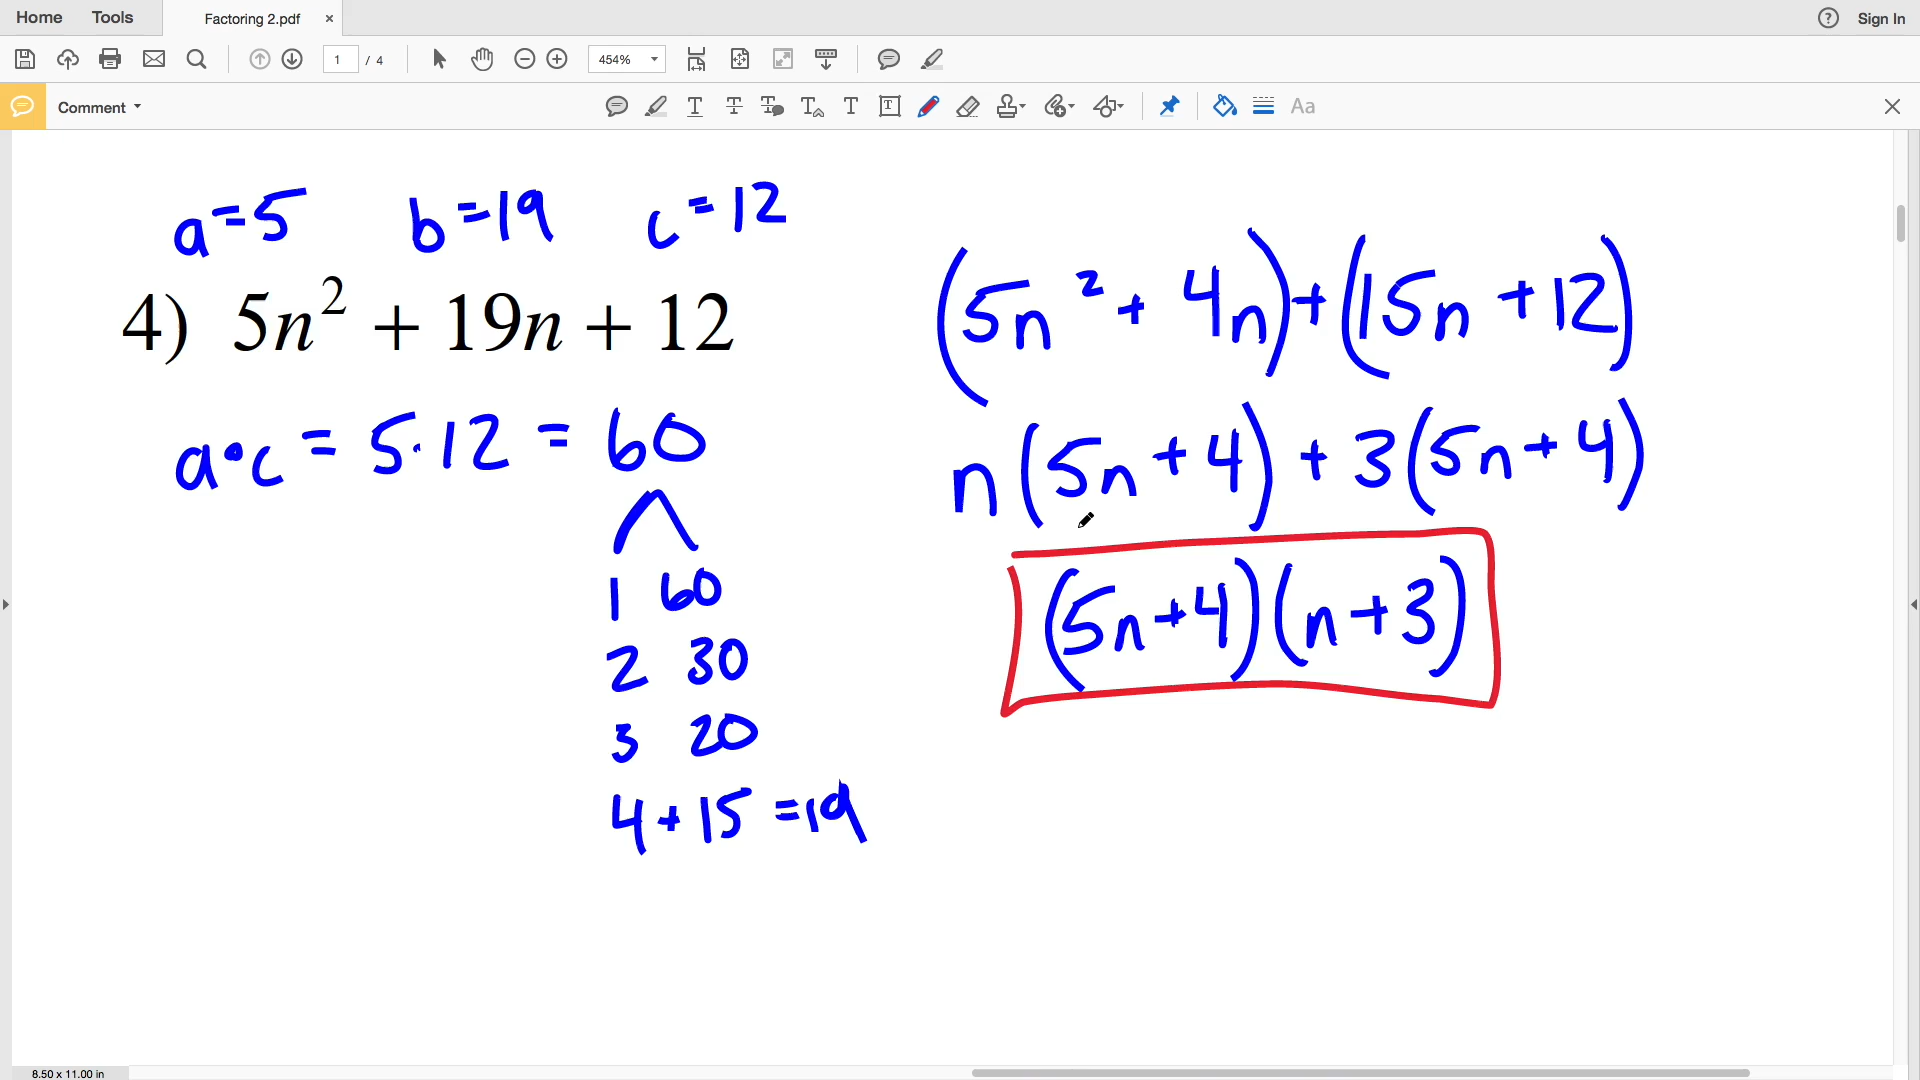 Home Tools Factoring 2.pdf × ? Sign In
1 / 4 454%
Comment Aa
a=5 b=19 c=12
4) 5n² + 19n + 12
a•c = 5·12 = 60
1 60
2 30
3 20
4+15=19
(5n²+4n)+(15n+12)
n(5n+4)+3(5n+4)
(5n+4)(n+3)
8.50 x 11.00 in